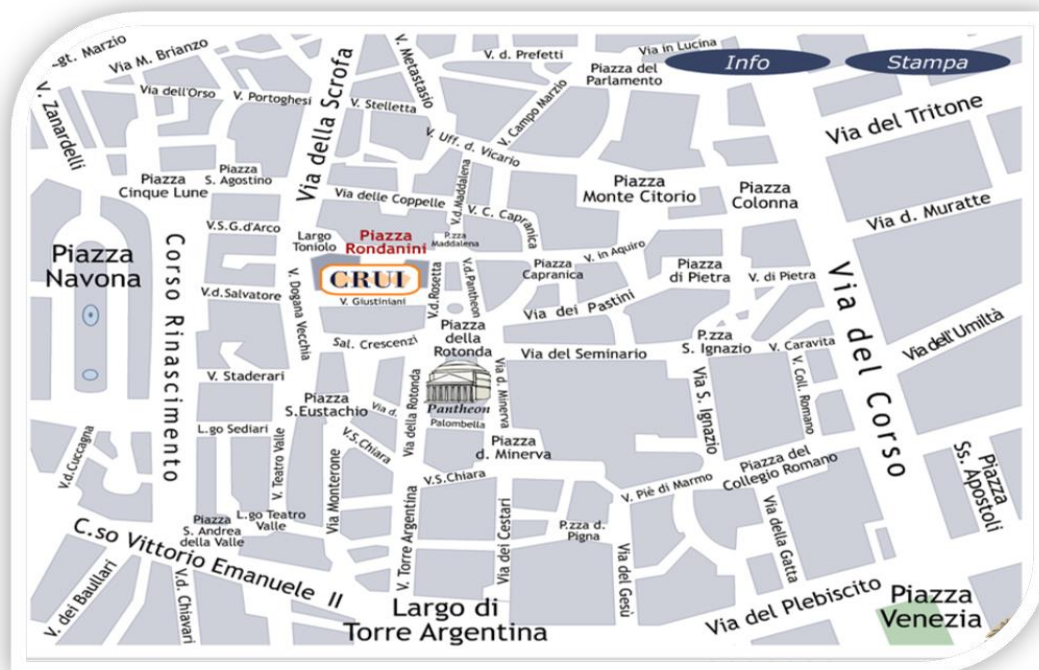 gt. Marzio
Via M. Brianzo
Via della Scrofa
V. Metastasio
V. d. Prefetti
Via in Lucina
Info
Stampa
Piazza del
Parlamento
V. Zanardelli
Via dell'Orso
V. Portoghesi
V. Stelletta
V. Campo Marzio
Via del Tritone
V. Uff. d. Vicario
Piazza
Cinque Lune
Piazza
S. Agostino
V.d.Maddalena
Piazza
Monte Citorio
Piazza
Colonna
Via delle Coppelle
V. C. Capranica
Via d. Muratte
V.S.G.d'Arco
Largo
Toniolo
Piazza
Rondanini
P.zza
Maddalena
V. in Aquiro
Piazza
Navona
Corso Rinascimento
CRUI
V. Giustiniani
V.d.Rosetta
V.d.Pantheon
Piazza
Capranica
Piazza
di Pietra
V. di Pietra
V.d.Salvatore
V. Dogana Vecchia
Via dei Pastini
Via del Corso
Via dell'Umiltà
Sal. Crescenzi
Piazza
della
Rotonda
Via del Seminario
P.zza
S. Ignazio
V. Caravita
V. Staderari
Via della Rotonda
Pantheon
Via d. Minerva
Via S. Ignazio
V. Coll. Romano
Piazza
S.Eustachio
Via d.
Palombella
V.d.Cuccagna
L.go Sediari
V. Teatro Valle
V.S.Chiara
Piazza
d. Minerva
Via Monterone
V.S.Chiara
V. Piè di Marmo
Piazza del
Collegio Romano
Piazza
Ss. Apostoli
Piazza
S. Andrea
della Valle
L.go Teatro
Valle
V. Torre Argentina
Via dei Cestari
P.zza d.
Pigna
Via della Gatta
C.so Vittorio Emanuele II
Via del Gesù
V. dei Baullari
V.d. Chiavari
Largo di
Torre Argentina
Via del Plebiscito
Piazza
Venezia